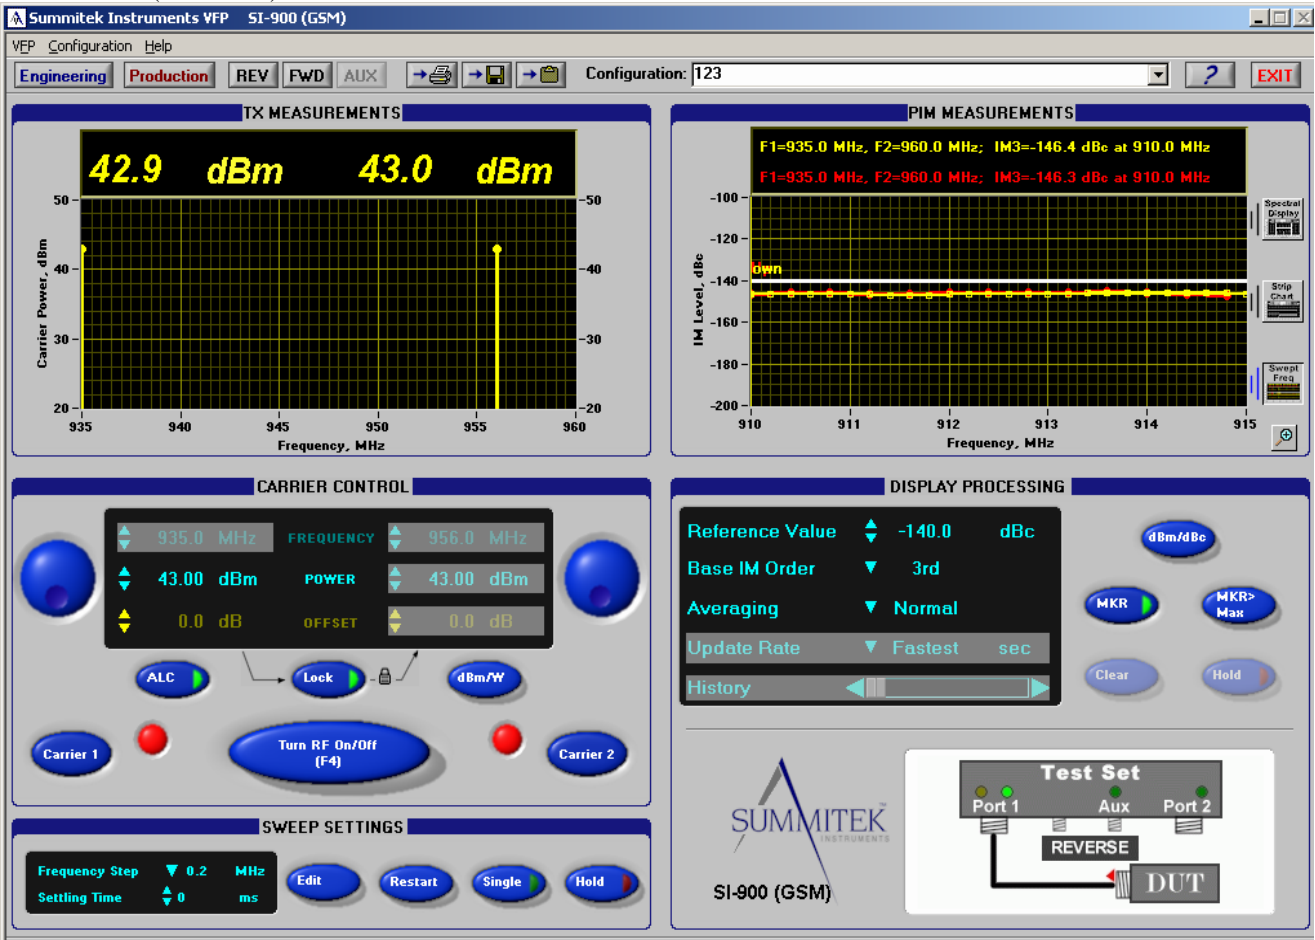 Summitek Instruments VFP SI-900 (GSM)
VFP Configuration Help
Engineering Production REV FWD AUX Configuration: 123 ? EXIT
TX MEASUREMENTS
42.9 dBm 43.0 dBm
50 50
40 40
30 30
20 20
Carrier Power, dBm
935 940 945 950 955 960
Frequency, MHz
PIM MEASUREMENTS
F1=935.0 MHz, F2=960.0 MHz; IM3=-146.4 dBc at 910.0 MHz
F1=935.0 MHz, F2=960.0 MHz; IM3=-146.3 dBc at 910.0 MHz
-100
-120
-140
-160
-180
-200
IM Level, dBc
910 911 912 913 914 915
Frequency, MHz
Spectral
Display
Strip
Chart
Swept
Freq
CARRIER CONTROL
935.0 MHz FREQUENCY 956.0 MHz
43.00 dBm POWER 43.00 dBm
0.0 dB OFFSET 0.0 dB
ALC Lock dBm/W
Carrier 1 Turn RF On/Off
(F4) Carrier 2
SWEEP SETTINGS
Frequency Step 0.2 MHz
Settling Time 0 ms
Edit Restart Single Hold
DISPLAY PROCESSING
Reference Value -140.0 dBc
Base IM Order 3rd
Averaging Normal
Update Rate Fastest sec
History
dBm/dBc
MKR MKR>
Max
Clear Hold
SUMMITEK
INSTRUMENTS
SI-900 (GSM)
Test Set
Port 1 Aux Port 2
REVERSE
DUT